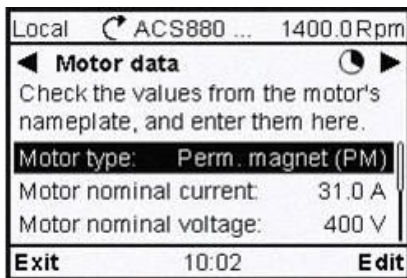 Local ACS880 ... 1400.0Rpm
Motor data
Check the values from the motor's
nameplate, and enter them here.
Motor type: Perm. magnet (PM)
Motor nominal current: 31.0 A
Motor nominal voltage: 400 V
Exit 10:02 Edit